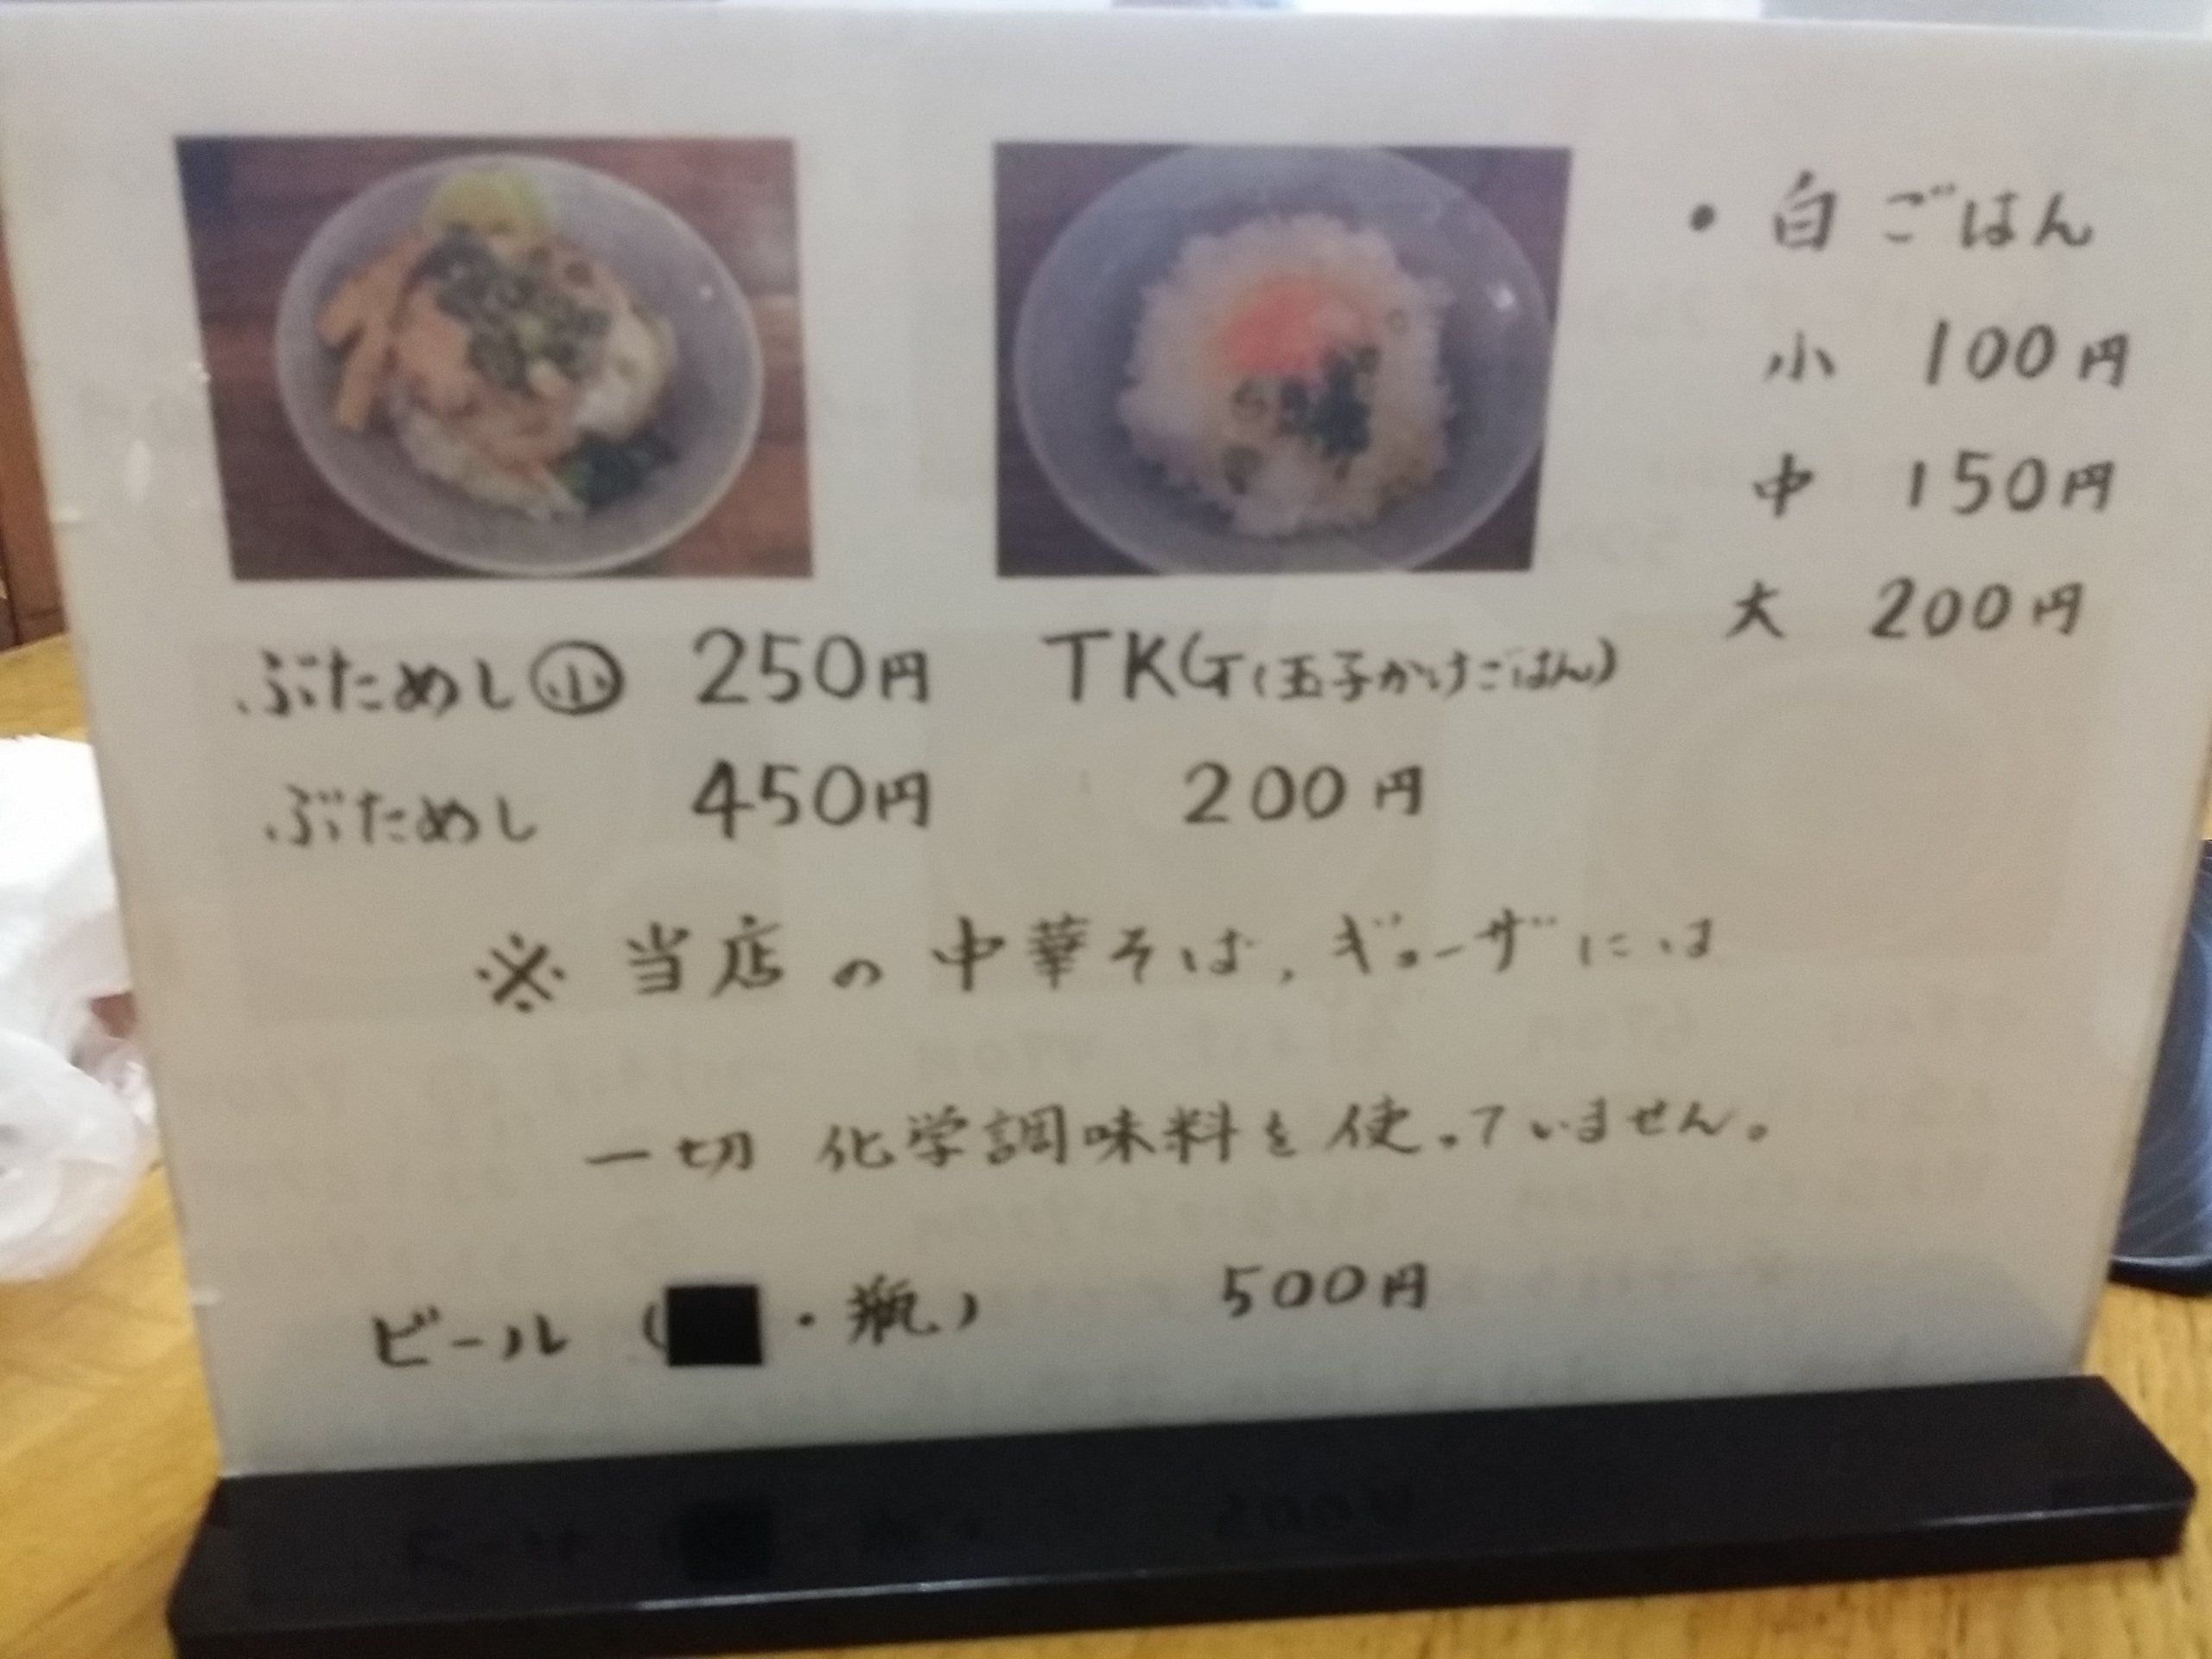 ・白ごはん
小 100円
中 150円
大 200円
ぶためし㊙小 250円
ぶためし 450円
TKG(玉子かけごはん)
200円
※当店の中華そば、ギョーザには
一切 化学調味料を使っていません。
ビール (■・瓶) 500円